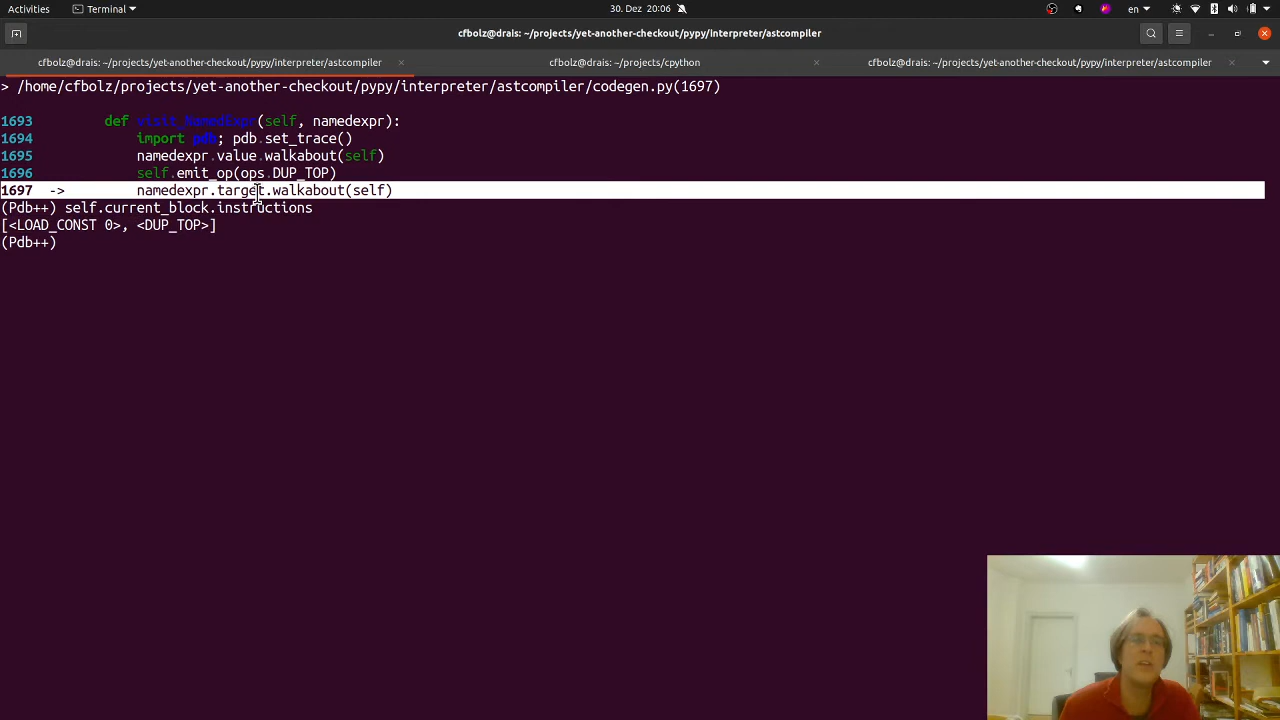 Activities
Terminal
30. Dez 20:06
en
cfbolz@drais: ~/projects/yet-another-checkout/pypy/interpreter/astcompiler
cfbolz@drais: ~/projects/yet-another-checkout/pypy/interpreter/astcompiler
cfbolz@drais: ~/projects/cpython
cfbolz@drais: ~/projects/yet-another-checkout/pypy/interpreter/astcompiler
> /home/cfbolz/projects/yet-another-checkout/pypy/interpreter/astcompiler/codegen.py(1697)
1693 def visit_NamedExpr(self, namedexpr):
1694 import pdb; pdb.set_trace()
1695 namedexpr.value.walkabout(self)
1696 self.emit_op(ops.DUP_TOP)
1697 -> namedexpr.target.walkabout(self)
(Pdb++) self.current_block.instructions
[<LOAD_CONST 0>, <DUP_TOP>]
(Pdb++)